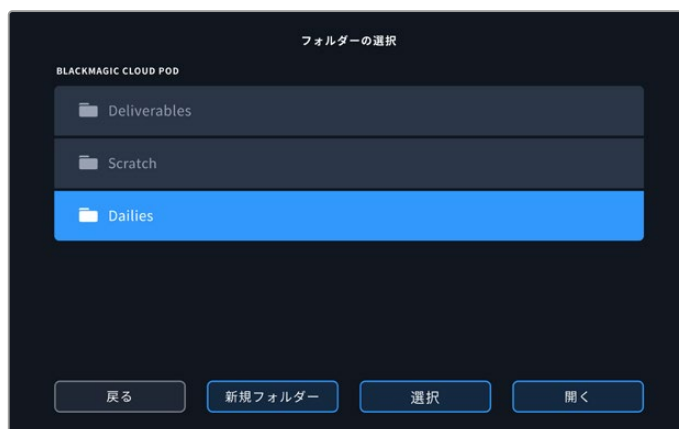 フォルダーの選択
BLACKMAGIC CLOUD POD
Deliverables
Scratch
Dailies
戻る 新規フォルダー 選択 開く